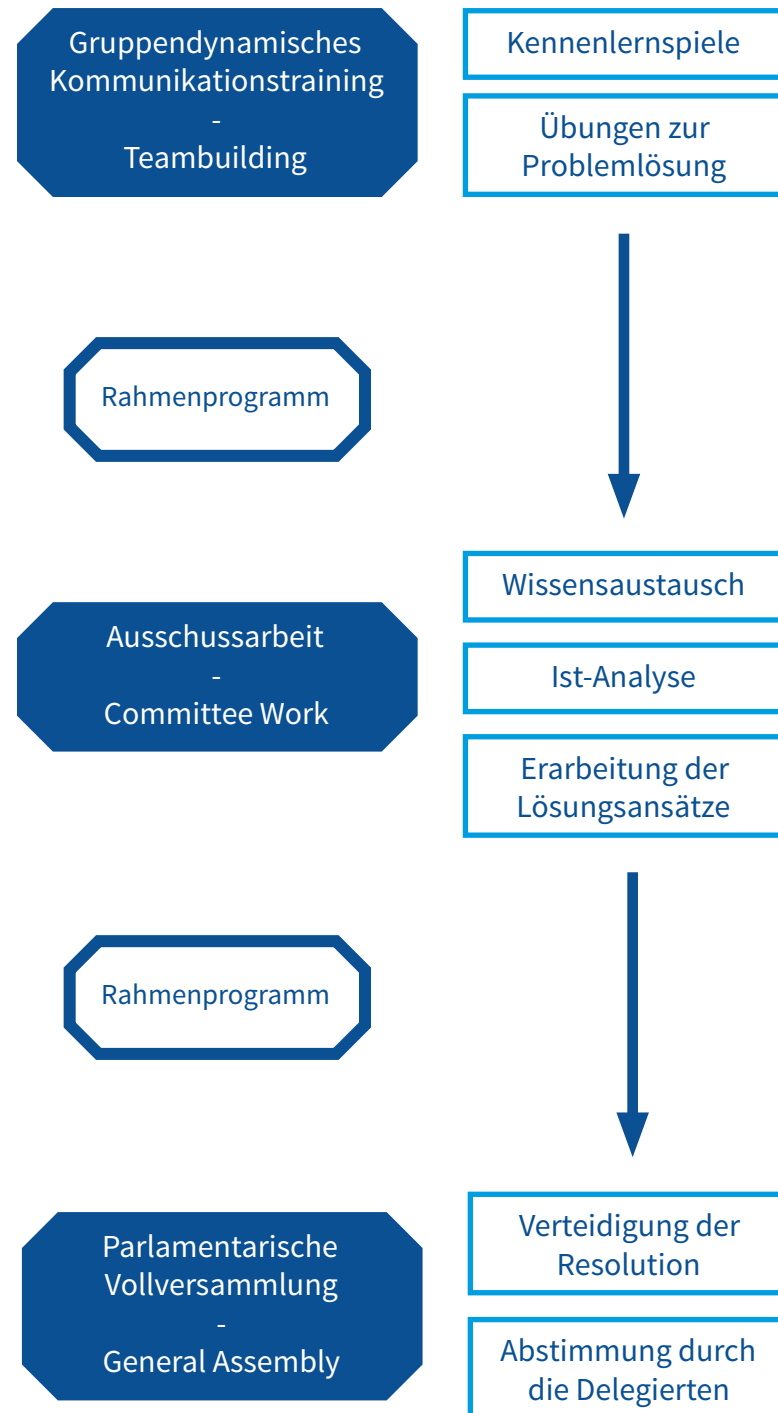 Gruppendynamisches
Kommunikationstraining
-
Teambuilding
Kennenlernspiele
Übungen zur
Problemlösung
Rahmenprogramm
Ausschussarbeit
-
Committee Work
Wissensaustausch
Ist-Analyse
Erarbeitung der
Lösungsansätze
Rahmenprogramm
Parlamentarische
Vollversammlung
-
General Assembly
Verteidigung der
Resolution
Abstimmung durch
die Delegierten